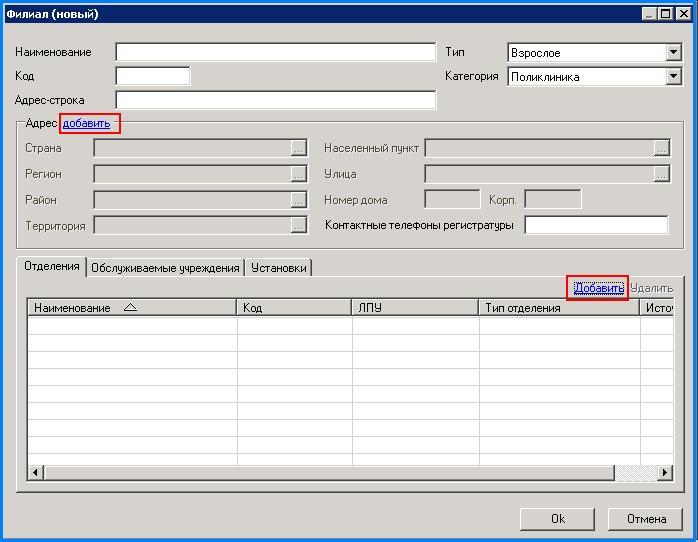 Филиал (новый)
Наименование Тип Взрослое
Код Категория Поликлиника
Адрес-строка
Адрес добавить
Страна ... Населенный пункт ...
Регион ... Улица ...
Район ... Номер дома Корп.
Территория ... Контактные телефоны регистратуры
Отделения Обслуживаемые учреждения Установки
Добавить Удалить
Наименование Код ЛПУ Тип отделения Источ
Ok Отмена